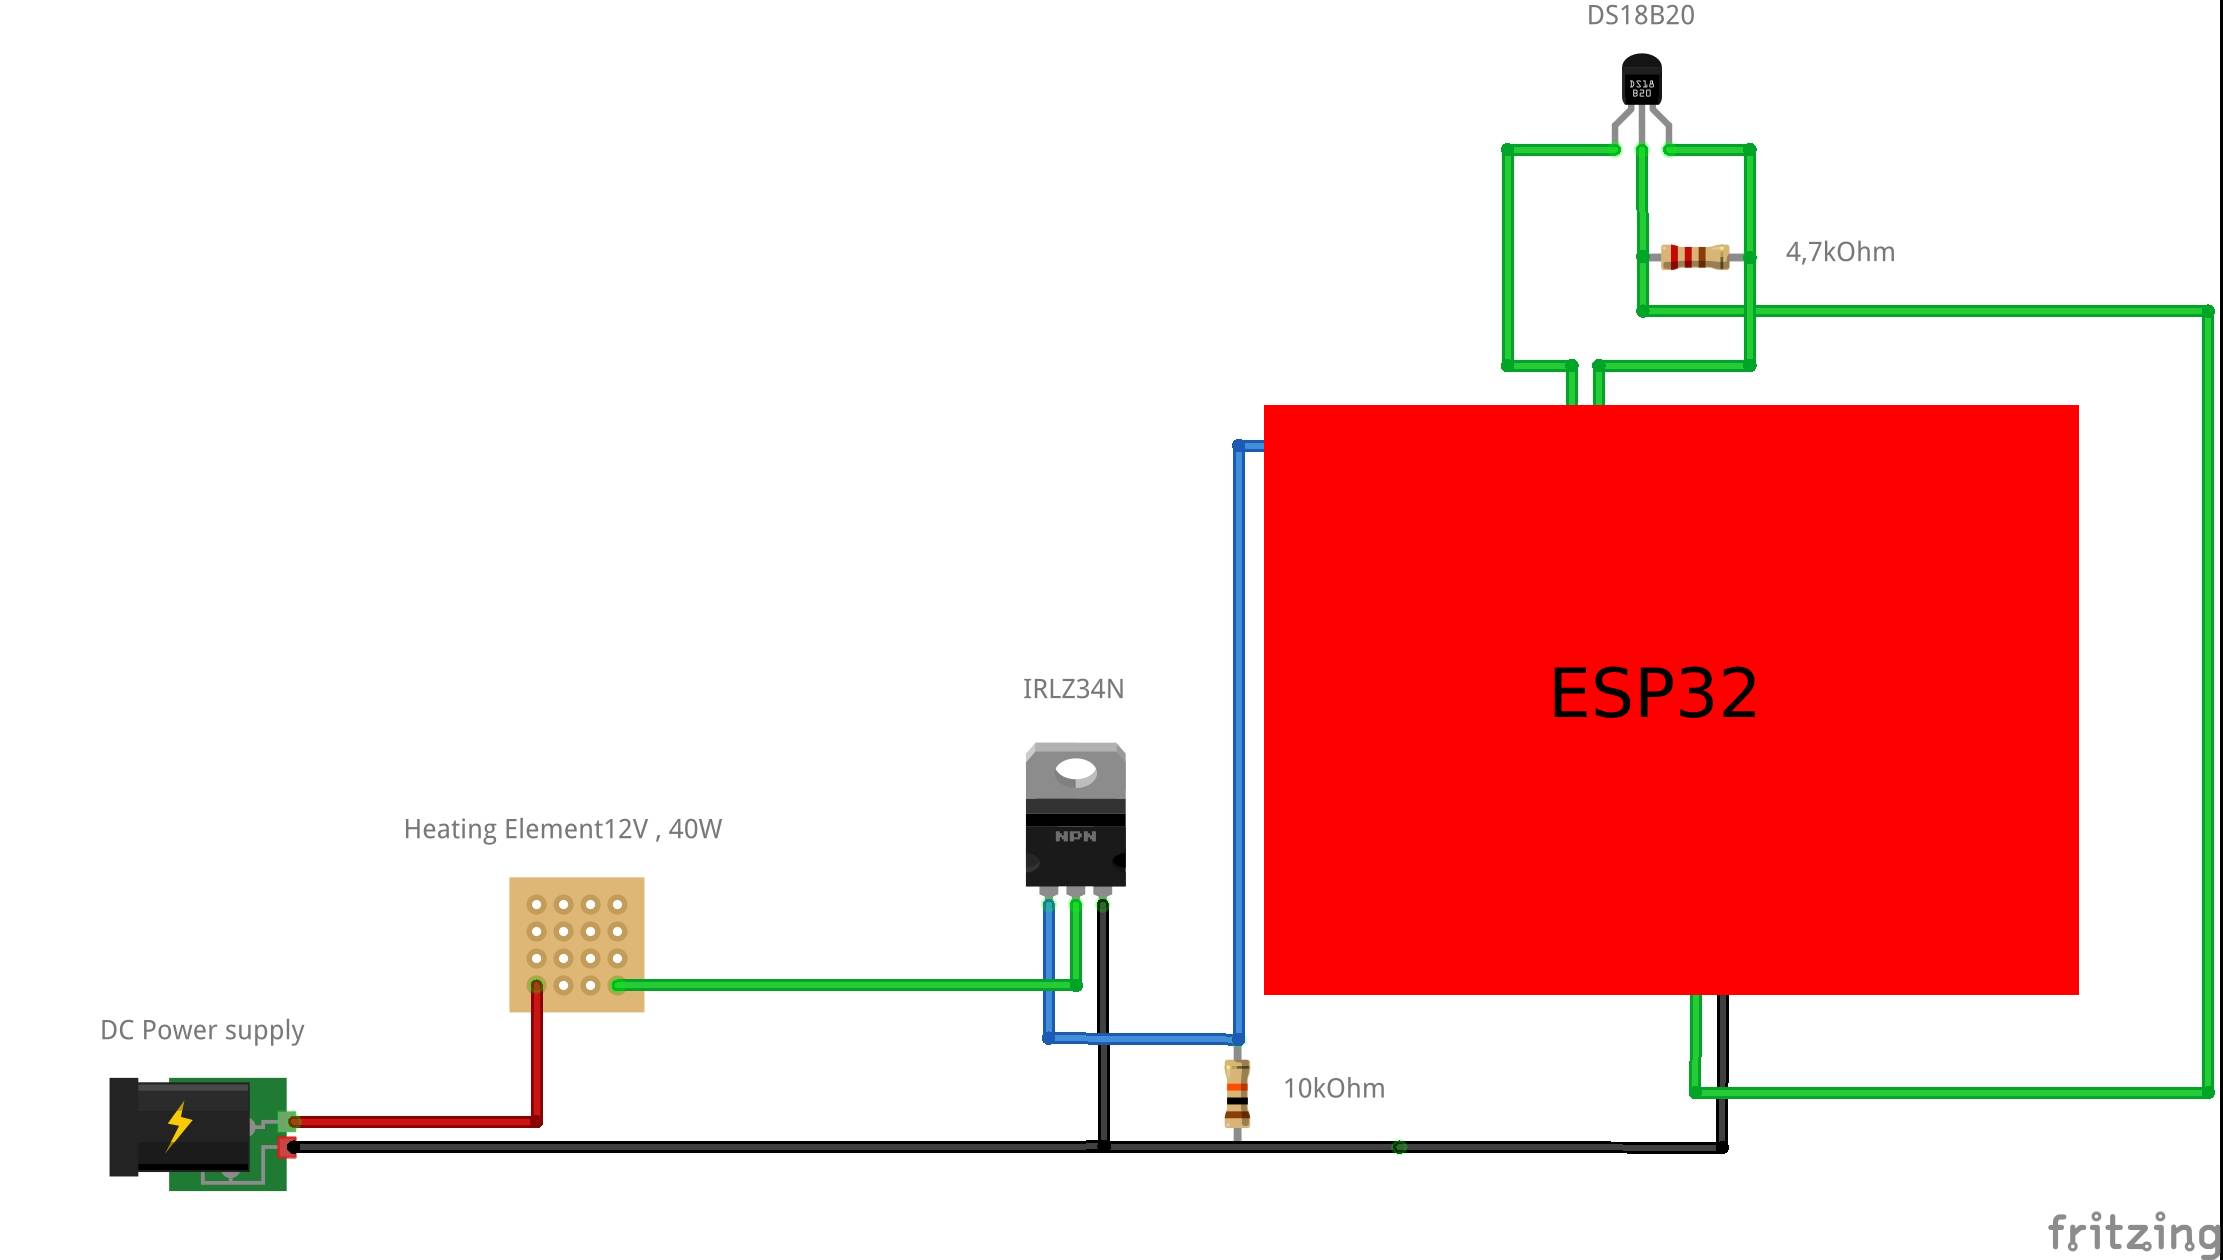 DS18B20
DS18
B20
4,7kOhm
ESP32
IRLZ34N
NPN
Heating Element12V , 40W
DC Power supply
10kOhm
fritzing